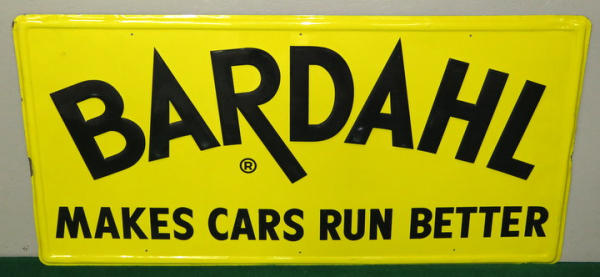 BARDAHL
®
MAKES CARS RUN BETTER